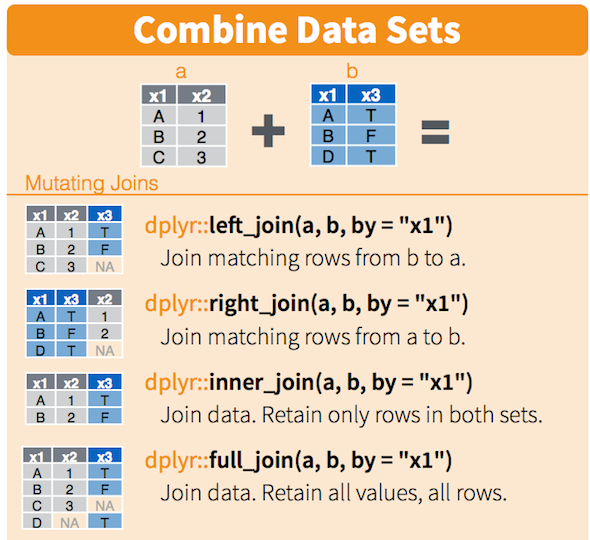 Combine Data Sets
a b
x1 x2 x1 x3
A 1 A T
B 2 + B F =
C 3 D T
Mutating Joins
x1 x2 x3
A 1 T
B 2 F
C 3 NA
dplyr::left_join(a, b, by = "x1")
Join matching rows from b to a.
x1 x3 x2
A T 1
B F 2
D T NA
dplyr::right_join(a, b, by = "x1")
Join matching rows from a to b.
x1 x2 x3
A 1 T
B 2 F
dplyr::inner_join(a, b, by = "x1")
Join data. Retain only rows in both sets.
x1 x2 x3
A 1 T
B 2 F
C 3 NA
D NA T
dplyr::full_join(a, b, by = "x1")
Join data. Retain all values, all rows.